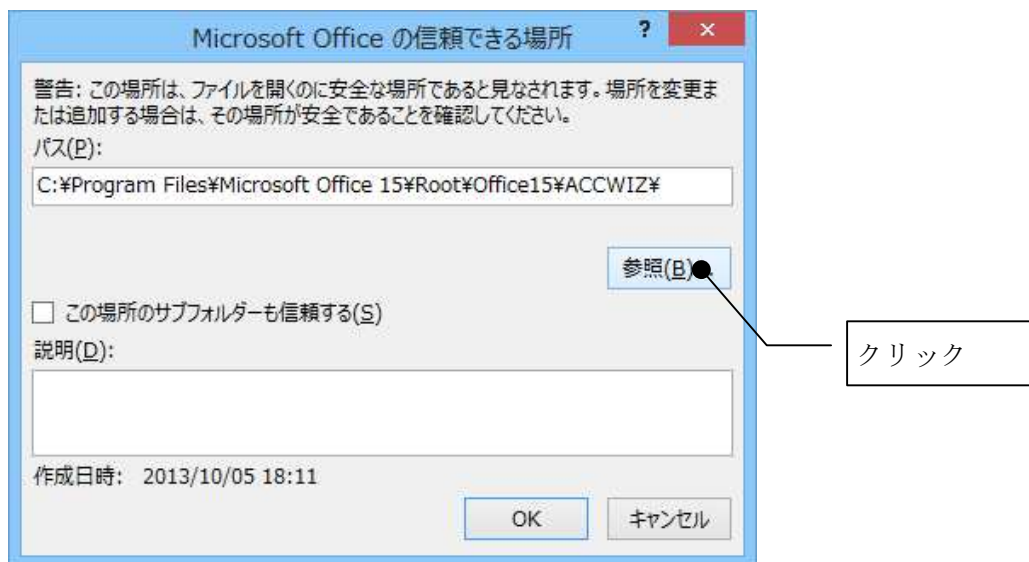 Microsoft Office の信頼できる場所
? ×
警告: この場所は、ファイルを開くのに安全な場所であると見なされます。場所を変更ま
たは追加する場合は、その場所が安全であることを確認してください。
パス(P):
C:¥Program Files¥Microsoft Office 15¥Root¥Office15¥ACCWIZ¥
参照(B)
この場所のサブフォルダーも信頼する(S)
クリック
説明(D):
作成日時: 2013/10/05 18:11
OK キャンセル